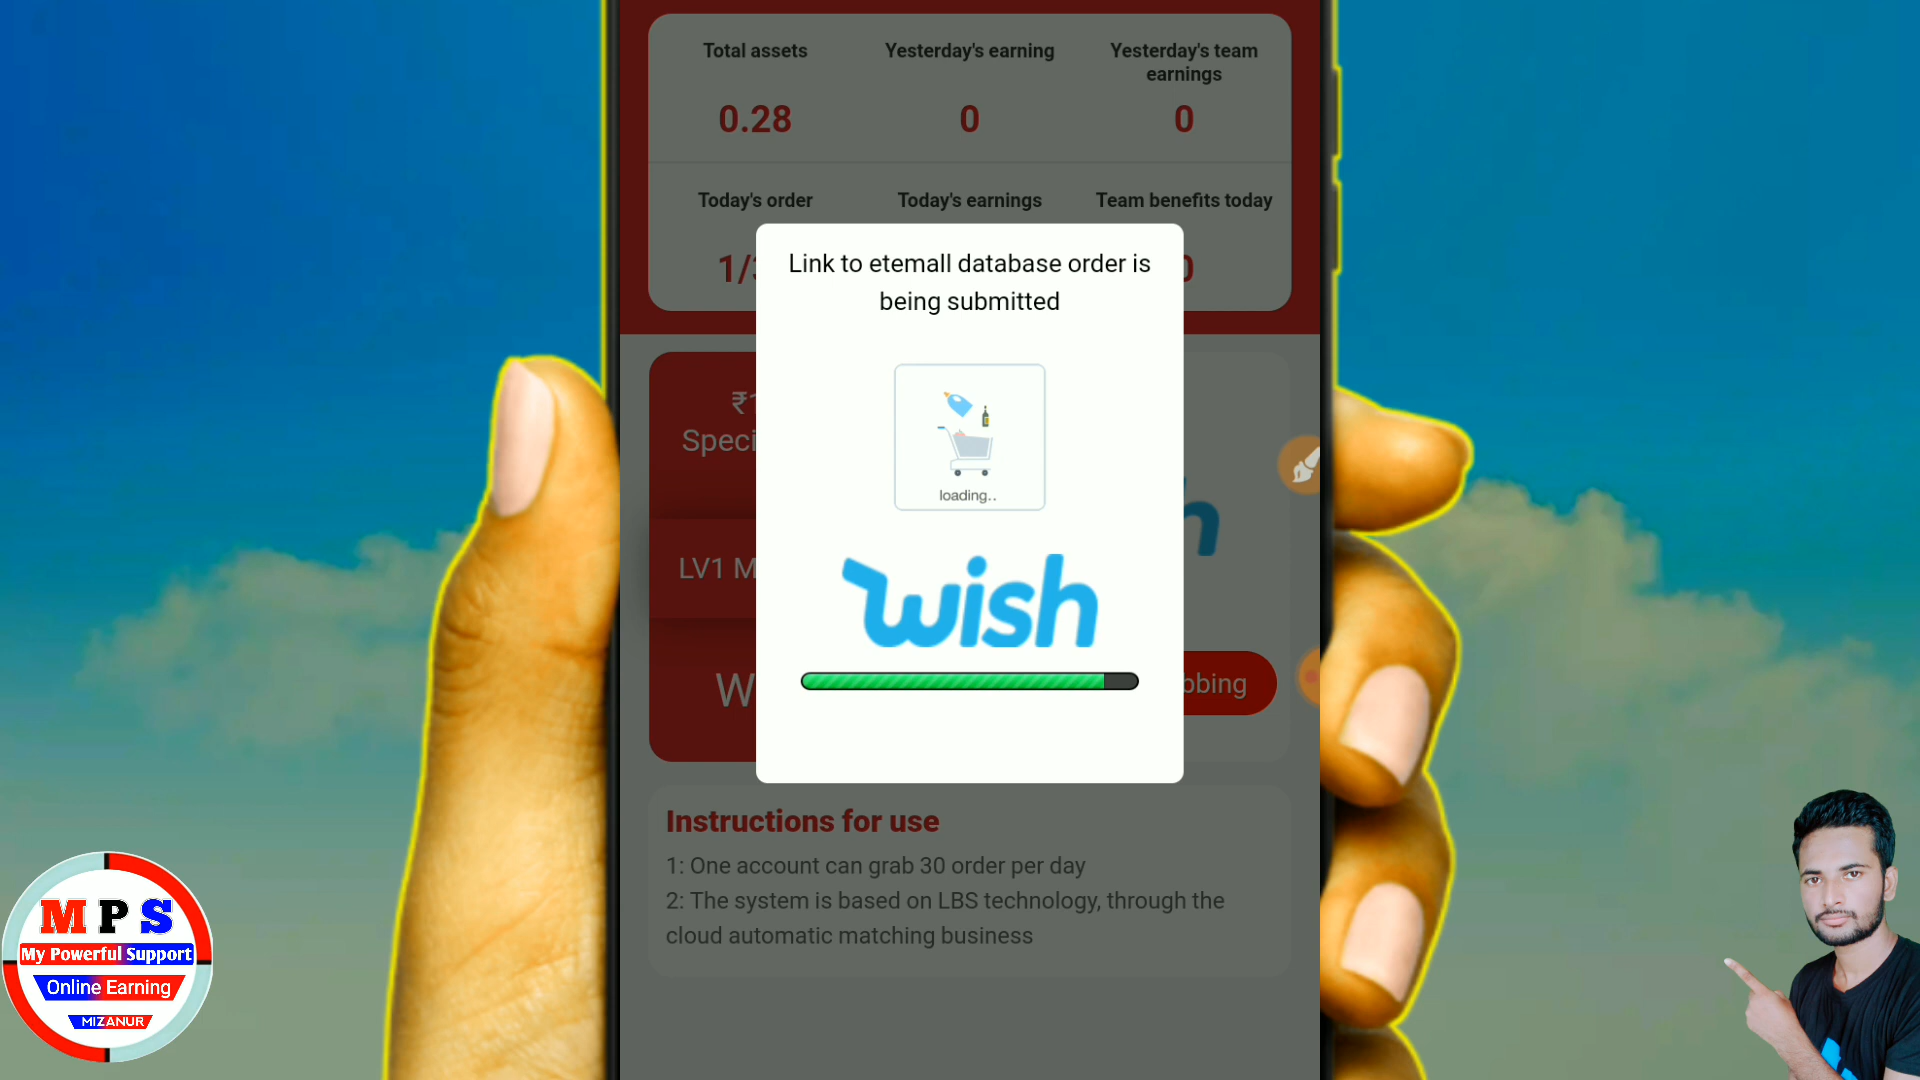 Total assets
Yesterday's earning
Yesterday's team
earnings
0.28
0
0
Today's order
Today's earnings
Team benefits today
1/3
0
Link to etemall database order is
being submitted
loading..
wish
LV1
Instructions for use
1: One account can grab 30 order per day
2: The system is based on LBS technology, through the
cloud automatic matching business
M P S
My Powerful Support
Online Earning
MIZANUR